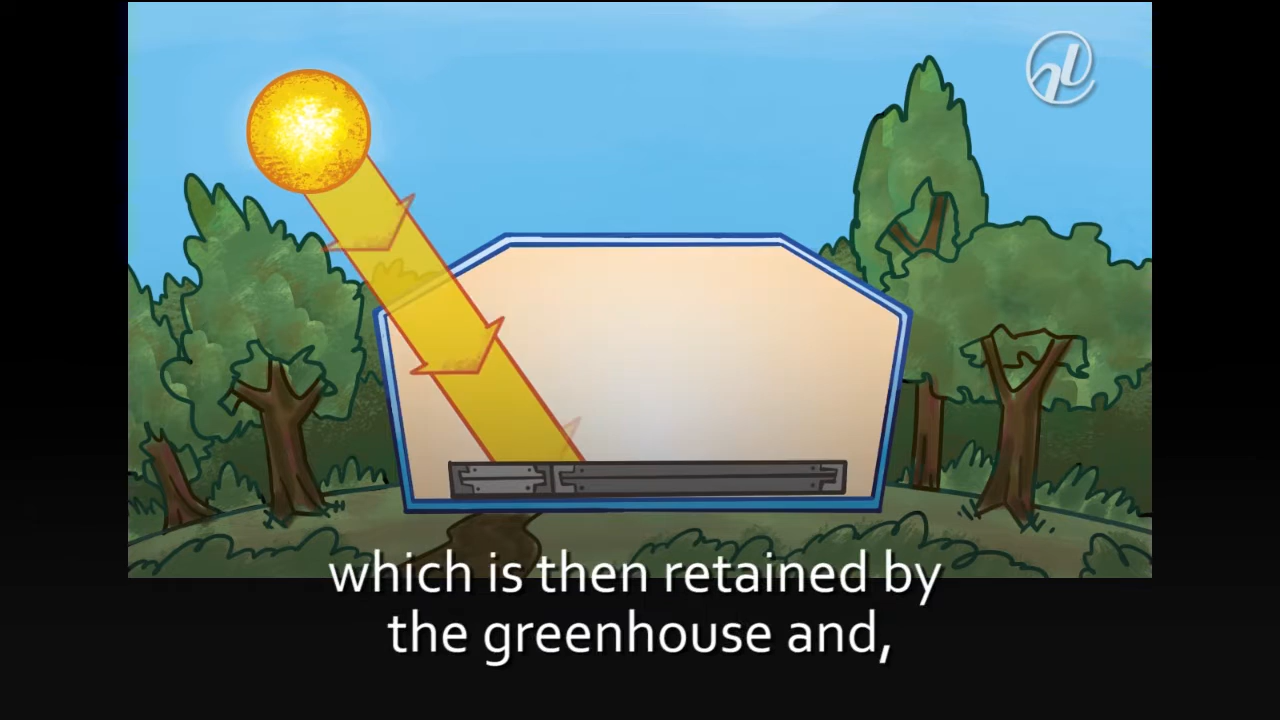 which is then retained by
the greenhouse and,